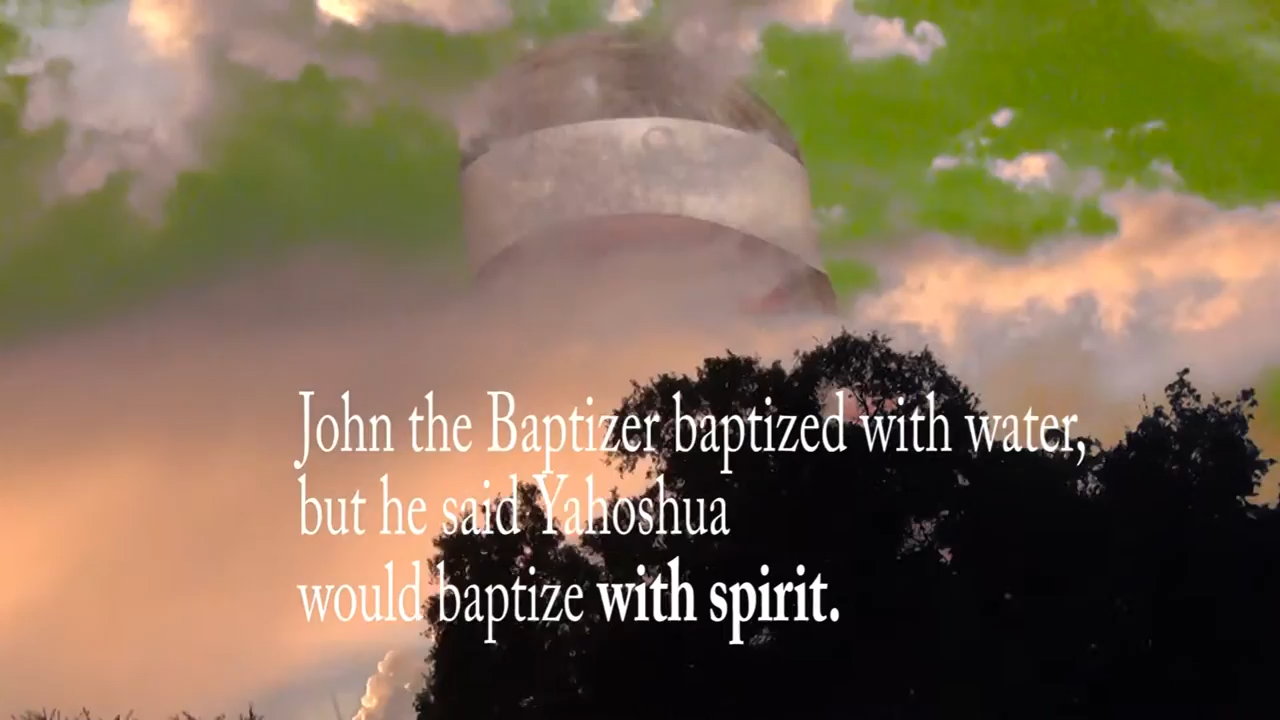 John the Baptizer baptized with water,
but he said Yahoshua
would baptize with spirit.